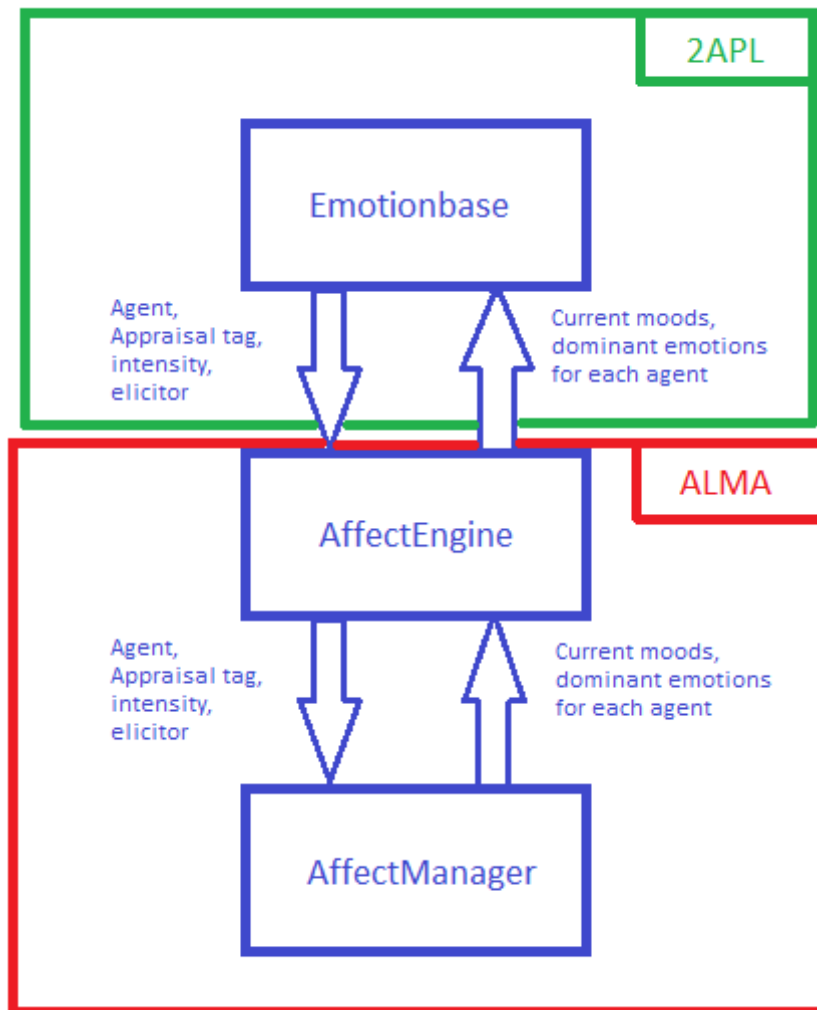 2APL
Emotionbase
Agent,
Appraisal tag,
intensity,
elicitor
Current moods,
dominant emotions
for each agent
ALMA
AffectEngine
Agent,
Appraisal tag,
intensity,
elicitor
Current moods,
dominant emotions
for each agent
AffectManager